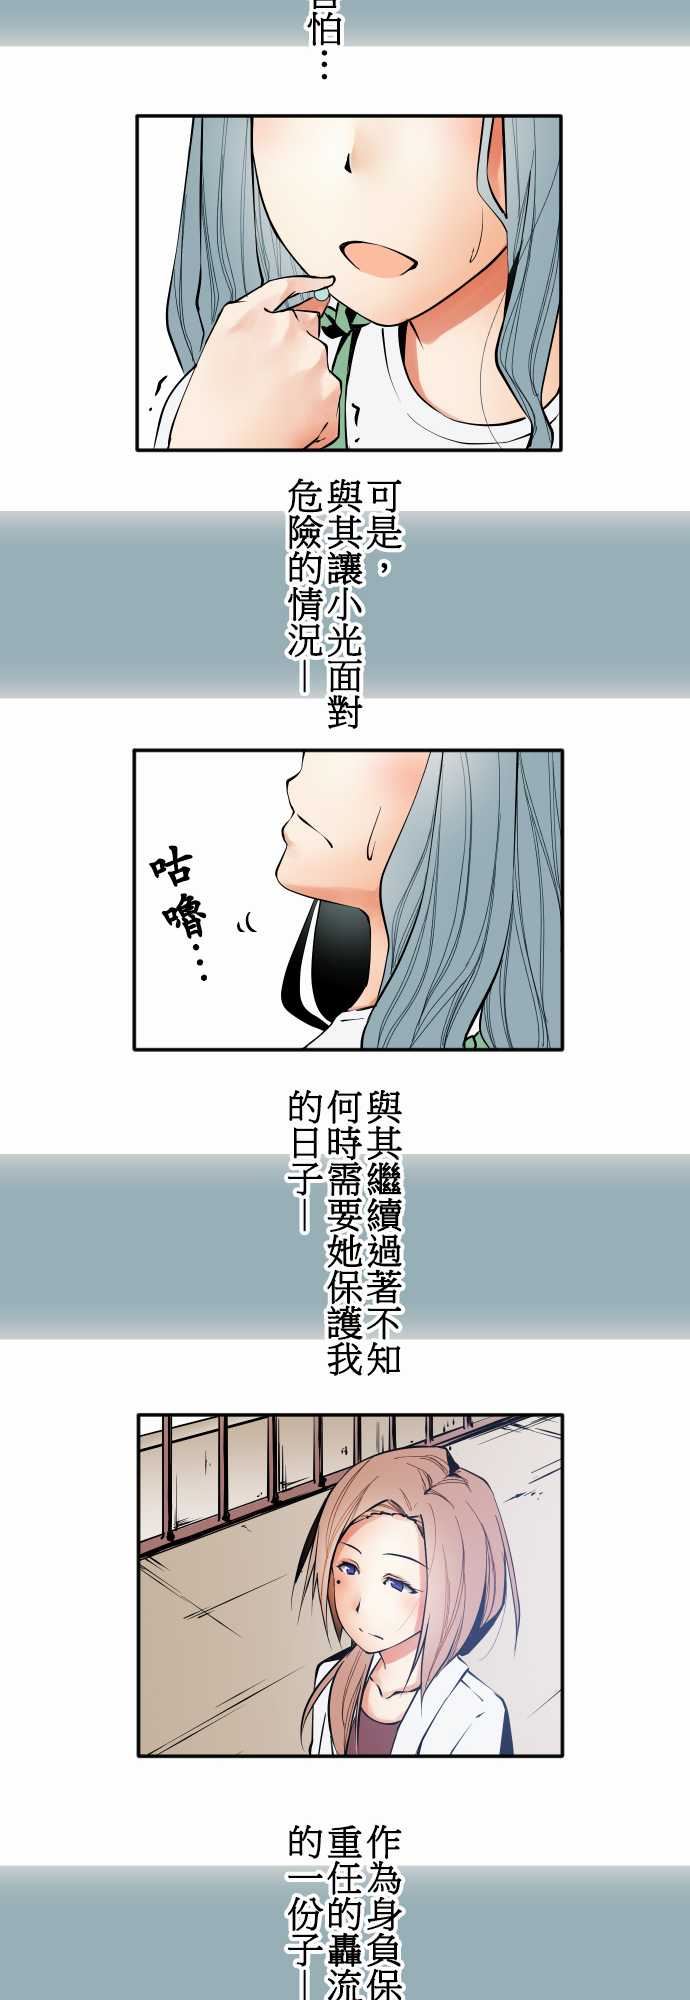 怕…
可是，
與其讓小光面對
危險的情況—
咕嚕…
與其繼續過著不知
何時需要她保護我
的日子—
作為身負保
重任的轟流
的一份子—